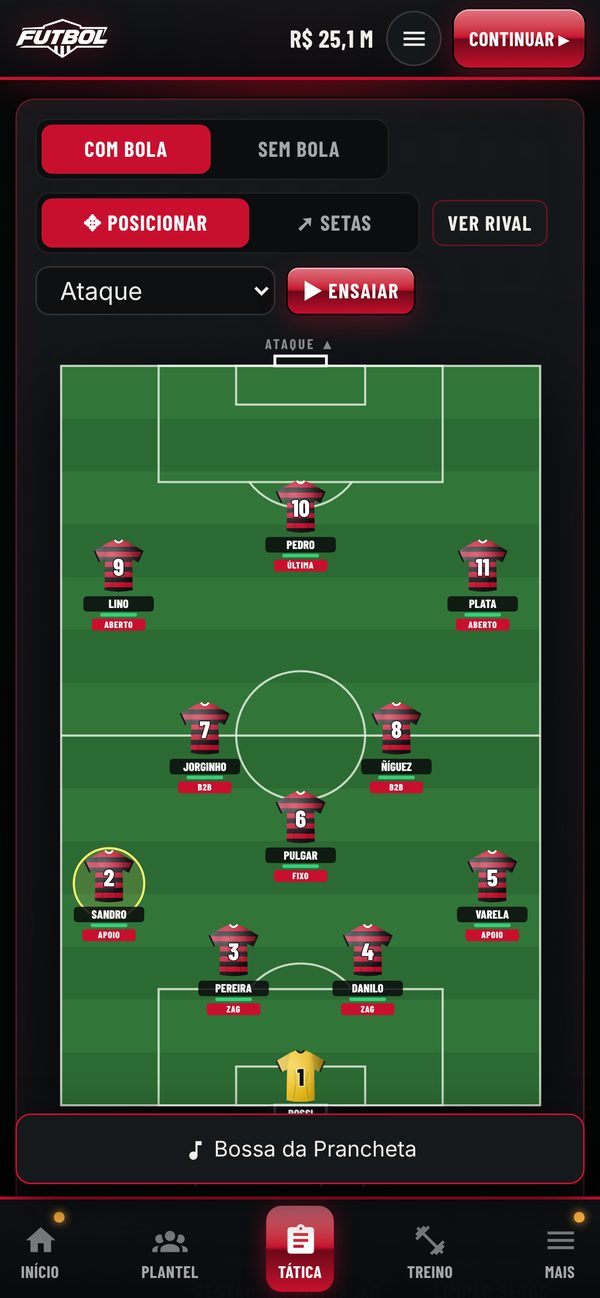 FUTBOL
R$ 25,1 M
CONTINUAR ▸
COM BOLA
SEM BOLA
POSICIONAR
SETAS
VER RIVAL
Ataque
ENSAIAR
ATAQUE ▲
10
PEDRO
ÚLTIMA
9
LINO
ABERTO
11
PLATA
ABERTO
7
JORGINHO
B2B
8
ÑÍGUEZ
B2B
6
PULGAR
FIXO
2
SANDRO
APOIO
5
VARELA
APOIO
3
PEREIRA
ZAG
4
DANILO
ZAG
1
♪ Bossa da Prancheta
INÍCIO
PLANTEL
TÁTICA
TREINO
MAIS